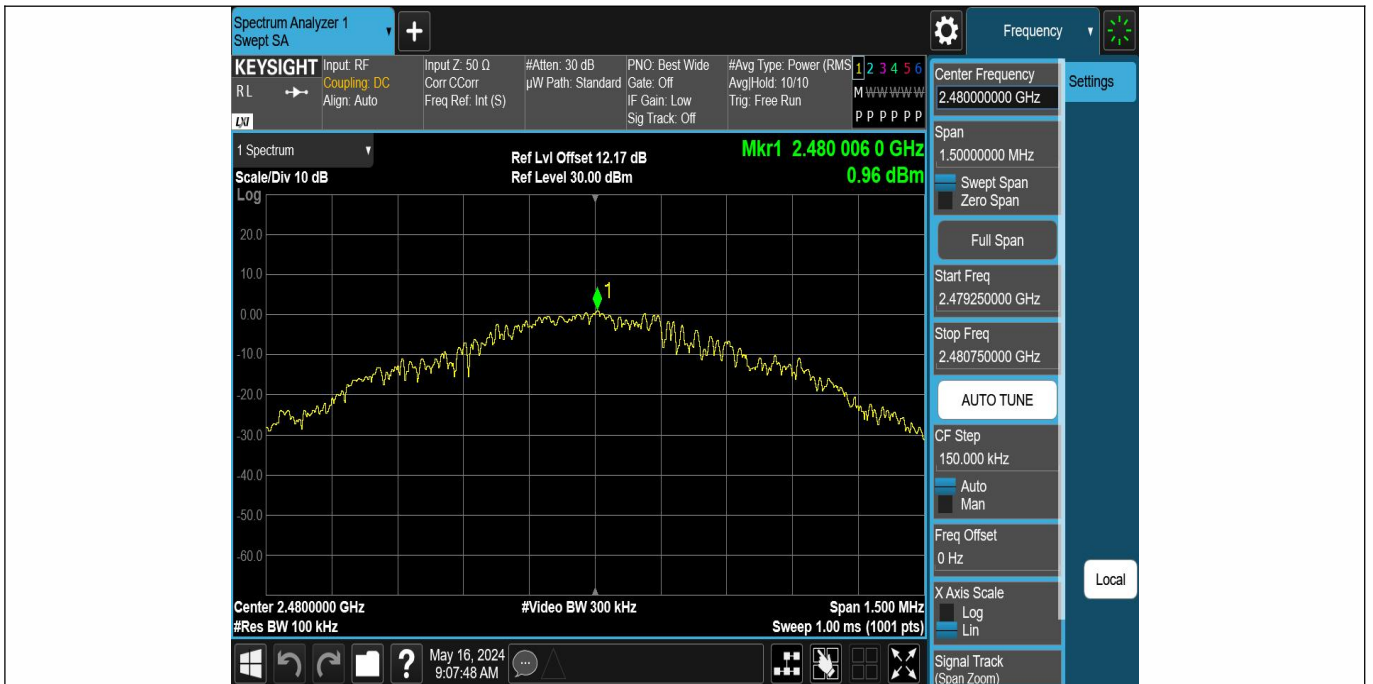 Spectrum Analyzer 1
Swept SA
+
Frequency
KEYSIGHT
RL
LXI
Input: RF
Coupling: DC
Align: Auto
Input Z: 50 Ω
Corr CCorr
Freq Ref: Int (S)
#Atten: 30 dB
µW Path: Standard
PNO: Best Wide
Gate: Off
IF Gain: Low
Sig Track: Off
#Avg Type: Power (RMS
Avg|Hold: 10/10
Trig: Free Run
1 2 3 4 5 6
M W W W W W
P P P P P P
1 Spectrum
Scale/Div 10 dB
Ref Lvl Offset 12.17 dB
Ref Level 30.00 dBm
Mkr1 2.480 006 0 GHz
0.96 dBm
Log
20.0
10.0
0.00
-10.0
-20.0
-30.0
-40.0
-50.0
-60.0
1
Center 2.4800000 GHz
#Res BW 100 kHz
#Video BW 300 kHz
Span 1.500 MHz
Sweep 1.00 ms (1001 pts)
?
May 16, 2024
9:07:48 AM
Center Frequency
2.480000000 GHz
Span
1.50000000 MHz
Swept Span
Zero Span
Full Span
Start Freq
2.479250000 GHz
Stop Freq
2.480750000 GHz
AUTO TUNE
CF Step
150.000 kHz
Auto
Man
Freq Offset
0 Hz
X Axis Scale
Log
Lin
Signal Track
(Span Zoom)
Settings
Local